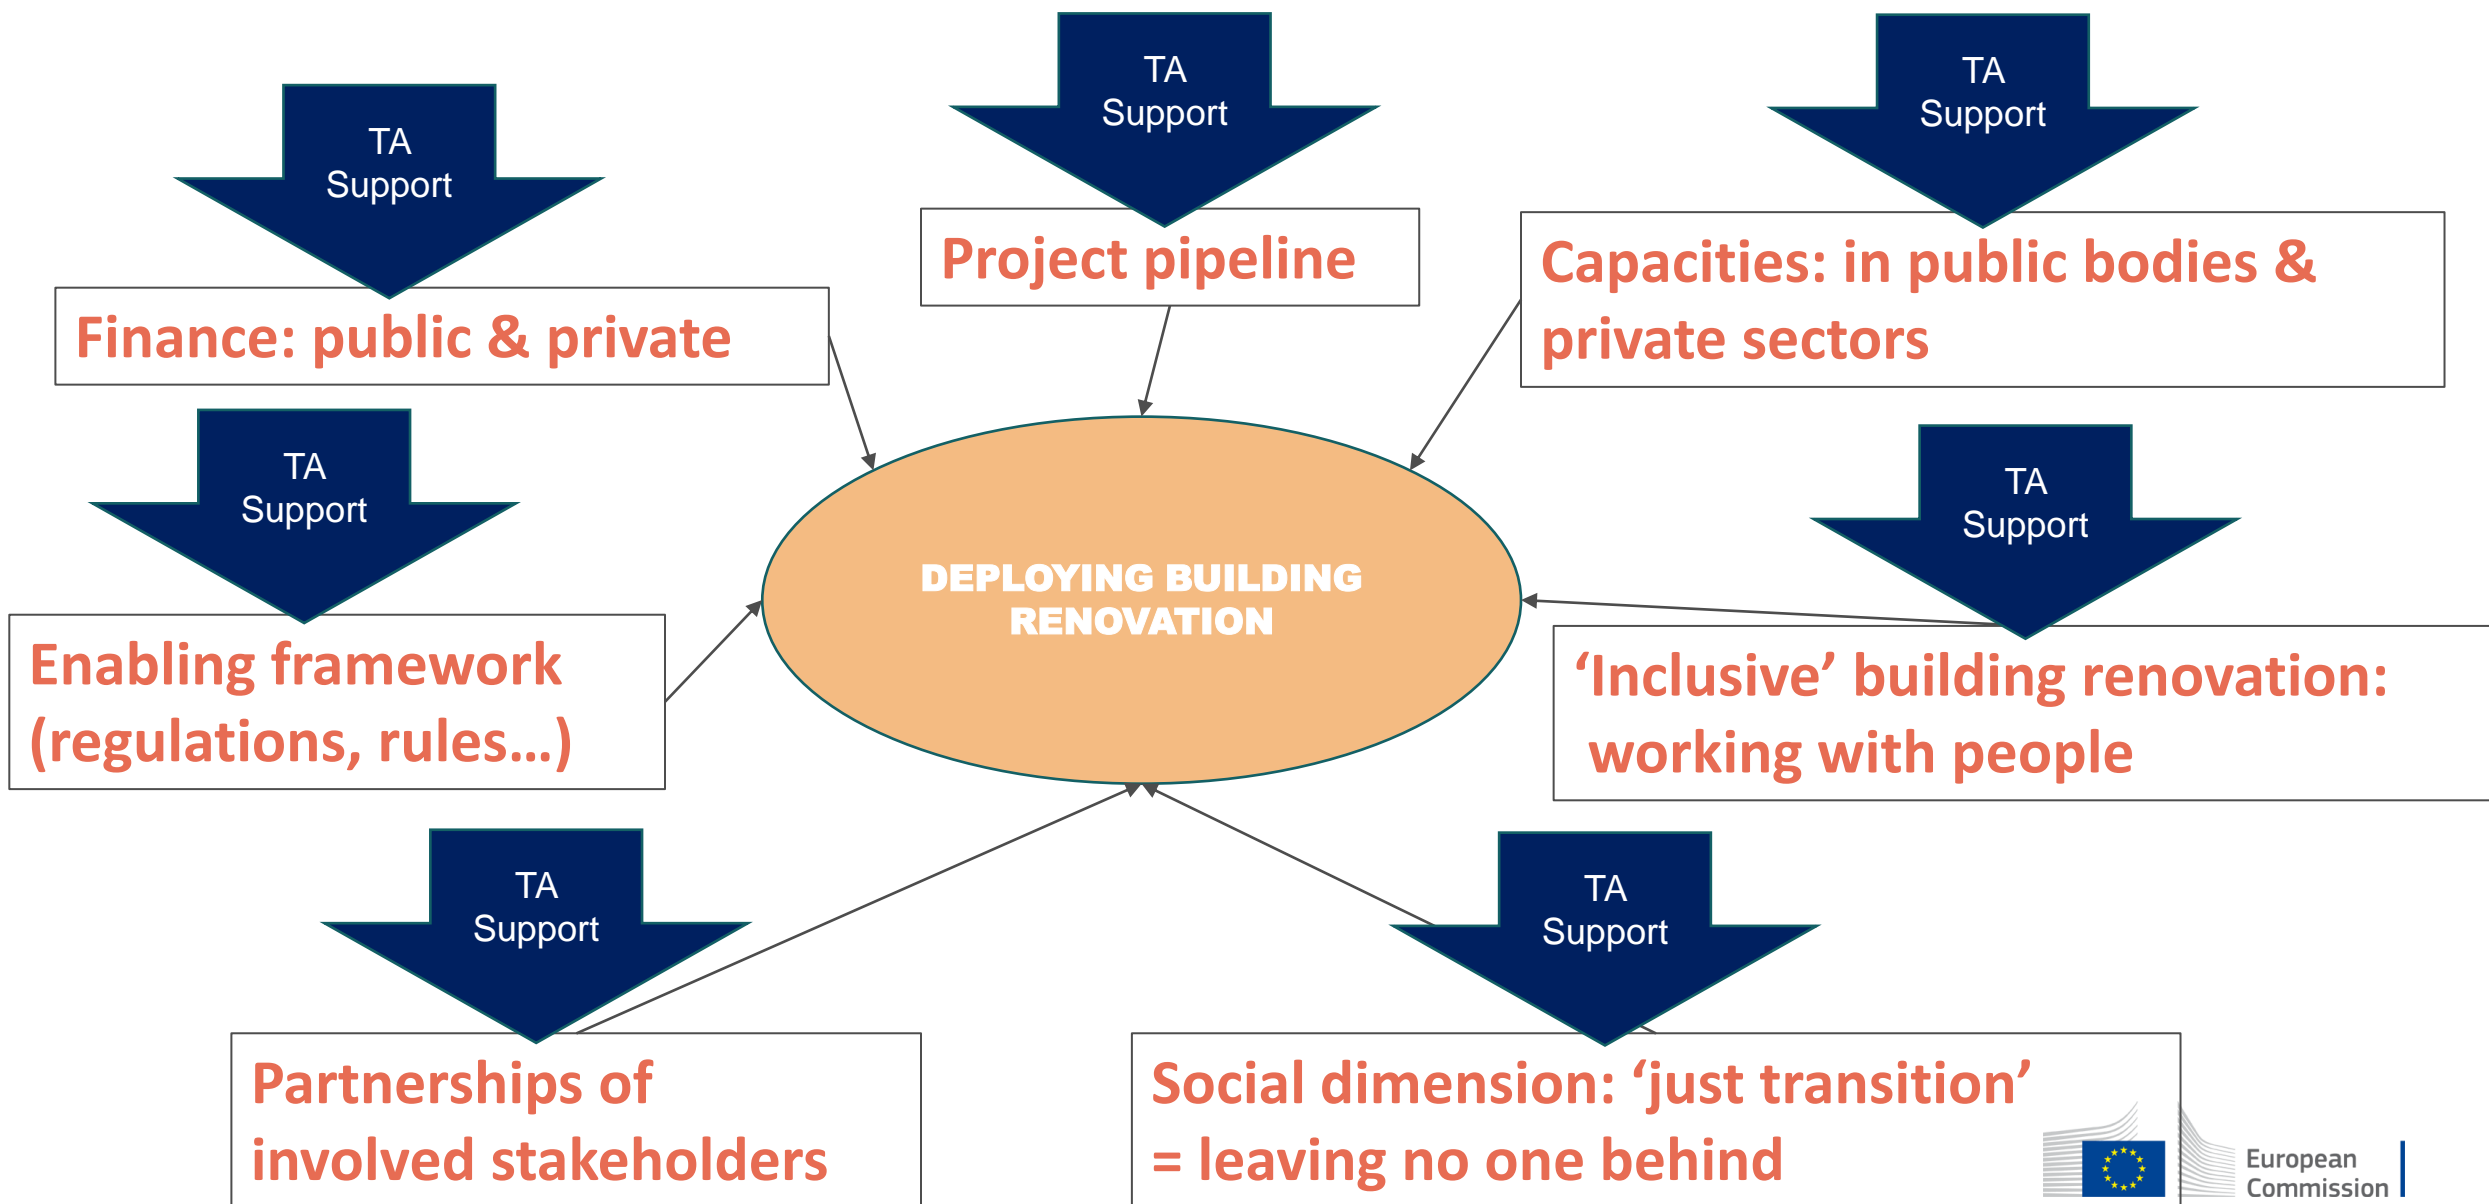 TA
Support
TA
Support
TA
Support
Finance: public & private
Project pipeline
Capacities: in public bodies &
private sectors
TA
Support
TA
Support
DEPLOYING BUILDING
RENOVATION
Enabling framework
(regulations, rules...)
‘Inclusive’ building renovation:
working with people
TA
Support
TA
Support
Partnerships of
involved stakeholders
Social dimension: ‘just transition’
= leaving no one behind
European
Commission